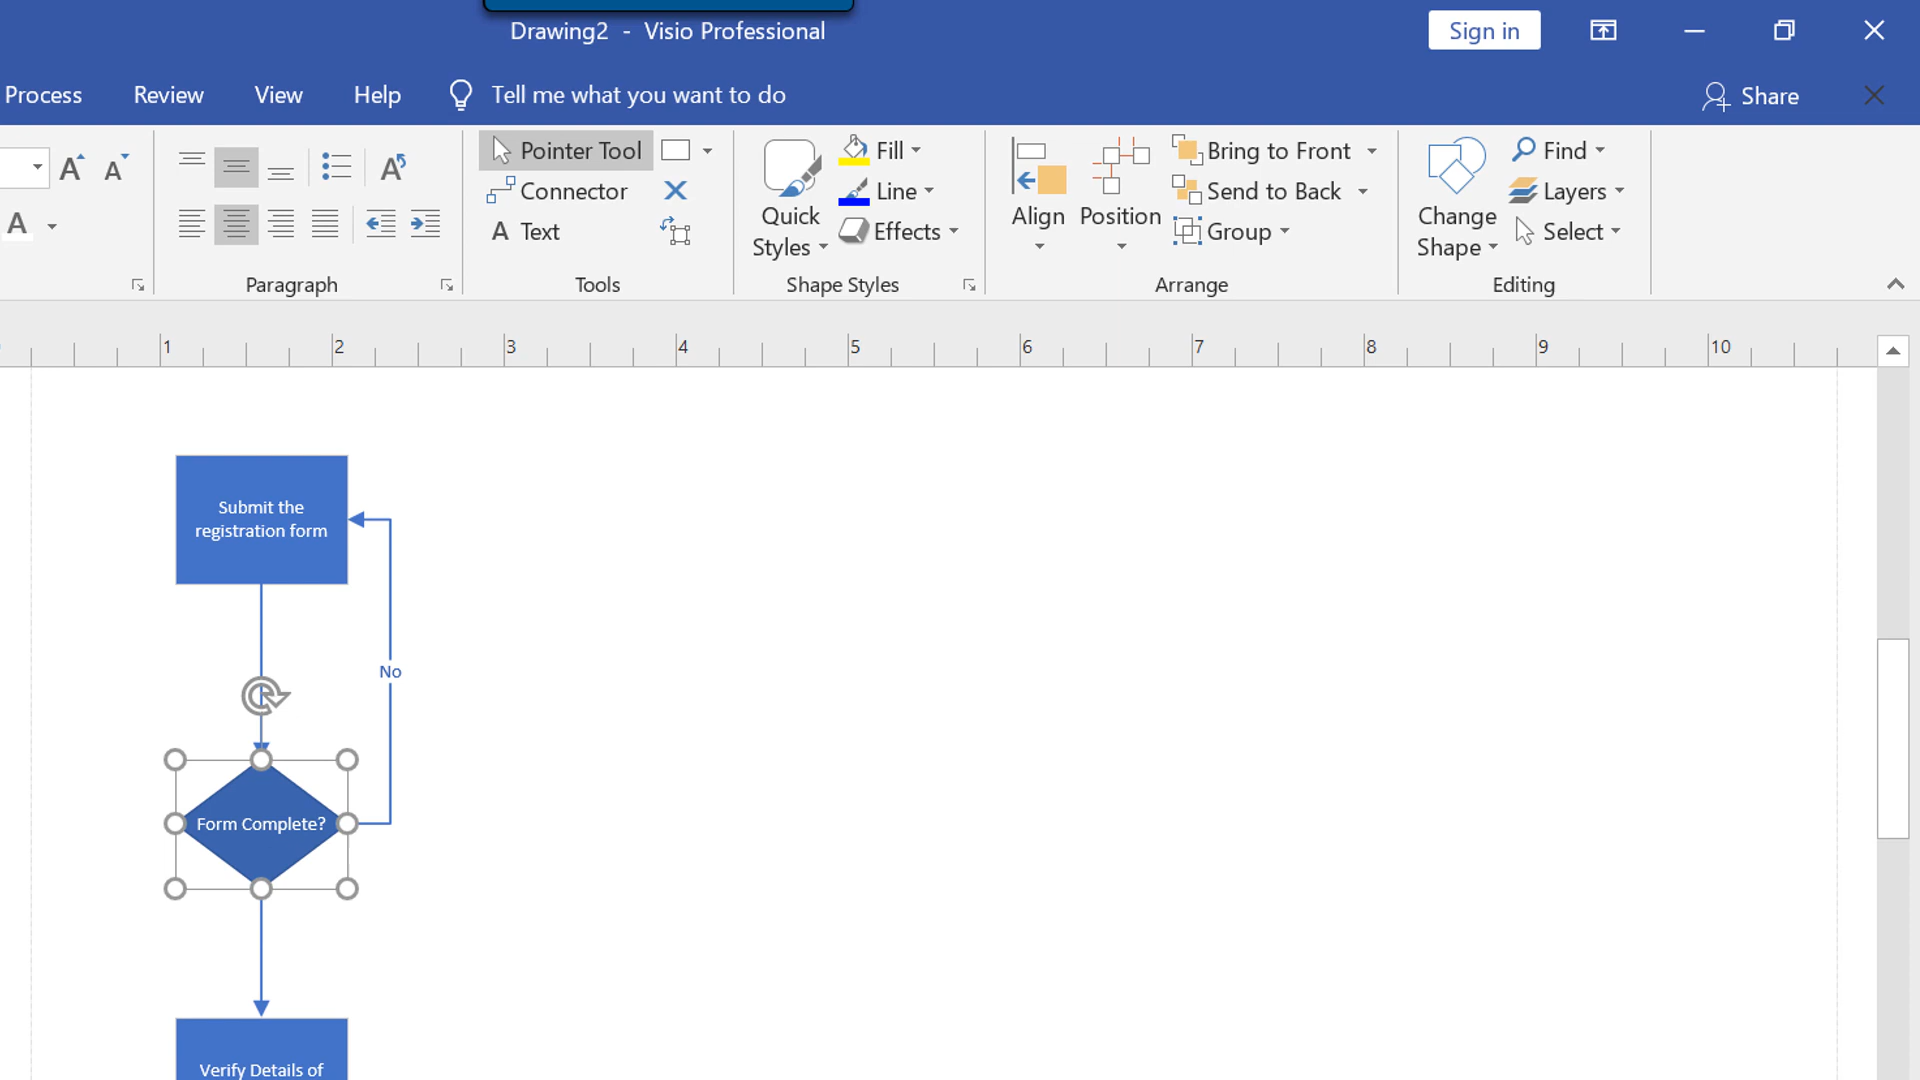 Drawing2 - Visio Professional
Sign in
Process Review View Help Tell me what you want to do
Share
A A A
Pointer Tool
Connector
A Text
A
Quick Styles
Fill
Line
Effects
Align
Position
Bring to Front
Send to Back
Group
Change Shape
Find
Layers
Select
Paragraph
Tools
Shape Styles
Arrange
Editing
1 2 3 4 5 6 7 8 9 10
Submit the
registration form
No
Form Complete?
Verify Details of